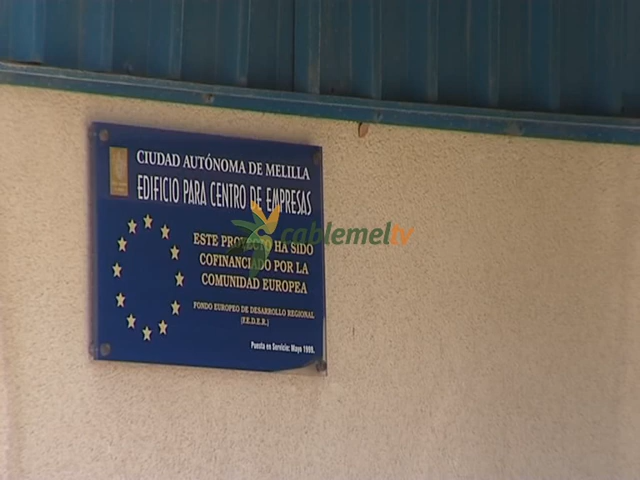 CIUDAD AUTÓNOMA DE MELILLA
EDIFICIO PARA CENTRO DE EMPRESAS
ESTE PROYECTO HA SIDO
COFINANCIADO POR LA
COMUNIDAD EUROPEA
FONDO EUROPEO DE DESARROLLO REGIONAL
(F.E.D.E.R.)
Puesta en Servicio: Mayo 1999.
cablemeltv